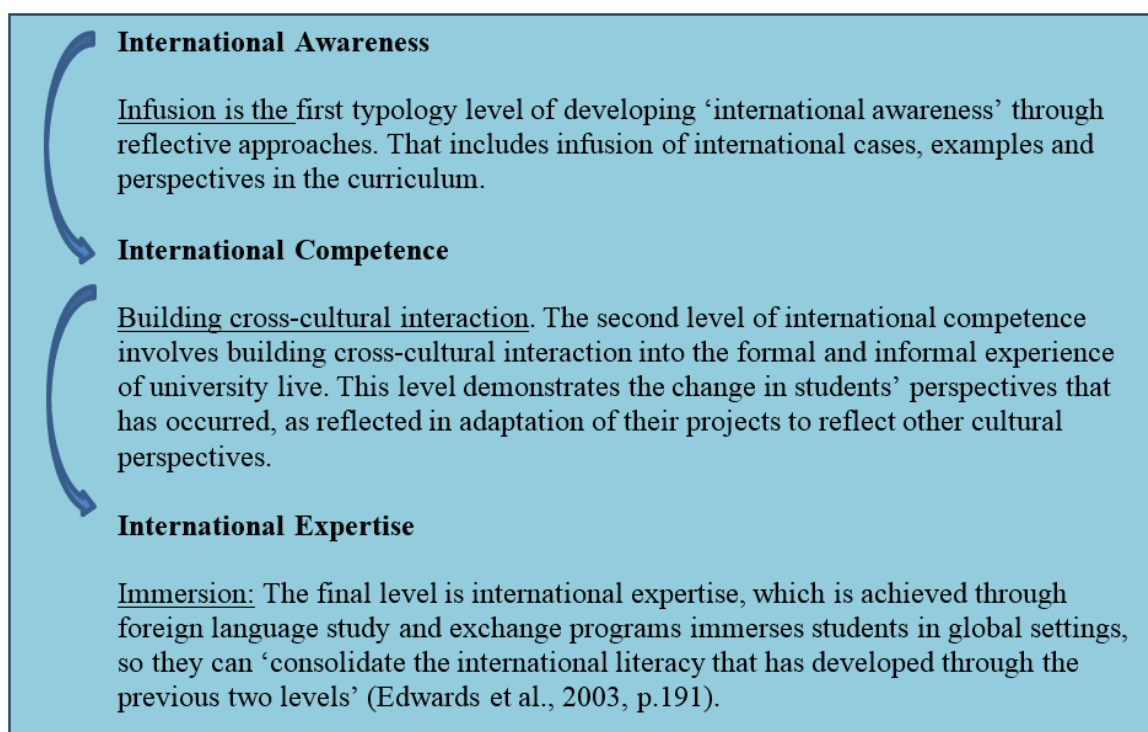 International Awareness
Infusion is the first typology level of developing ‘international awareness’ through
reflective approaches. That includes infusion of international cases, examples and
perspectives in the curriculum.
International Competence
Building cross-cultural interaction. The second level of international competence
involves building cross-cultural interaction into the formal and informal experience
of university live. This level demonstrates the change in students’ perspectives that
has occurred, as reflected in adaptation of their projects to reflect other cultural
perspectives.
International Expertise
Immersion: The final level is international expertise, which is achieved through
foreign language study and exchange programs immerses students in global settings,
so they can ‘consolidate the international literacy that has developed through the
previous two levels’ (Edwards et al., 2003, p.191).